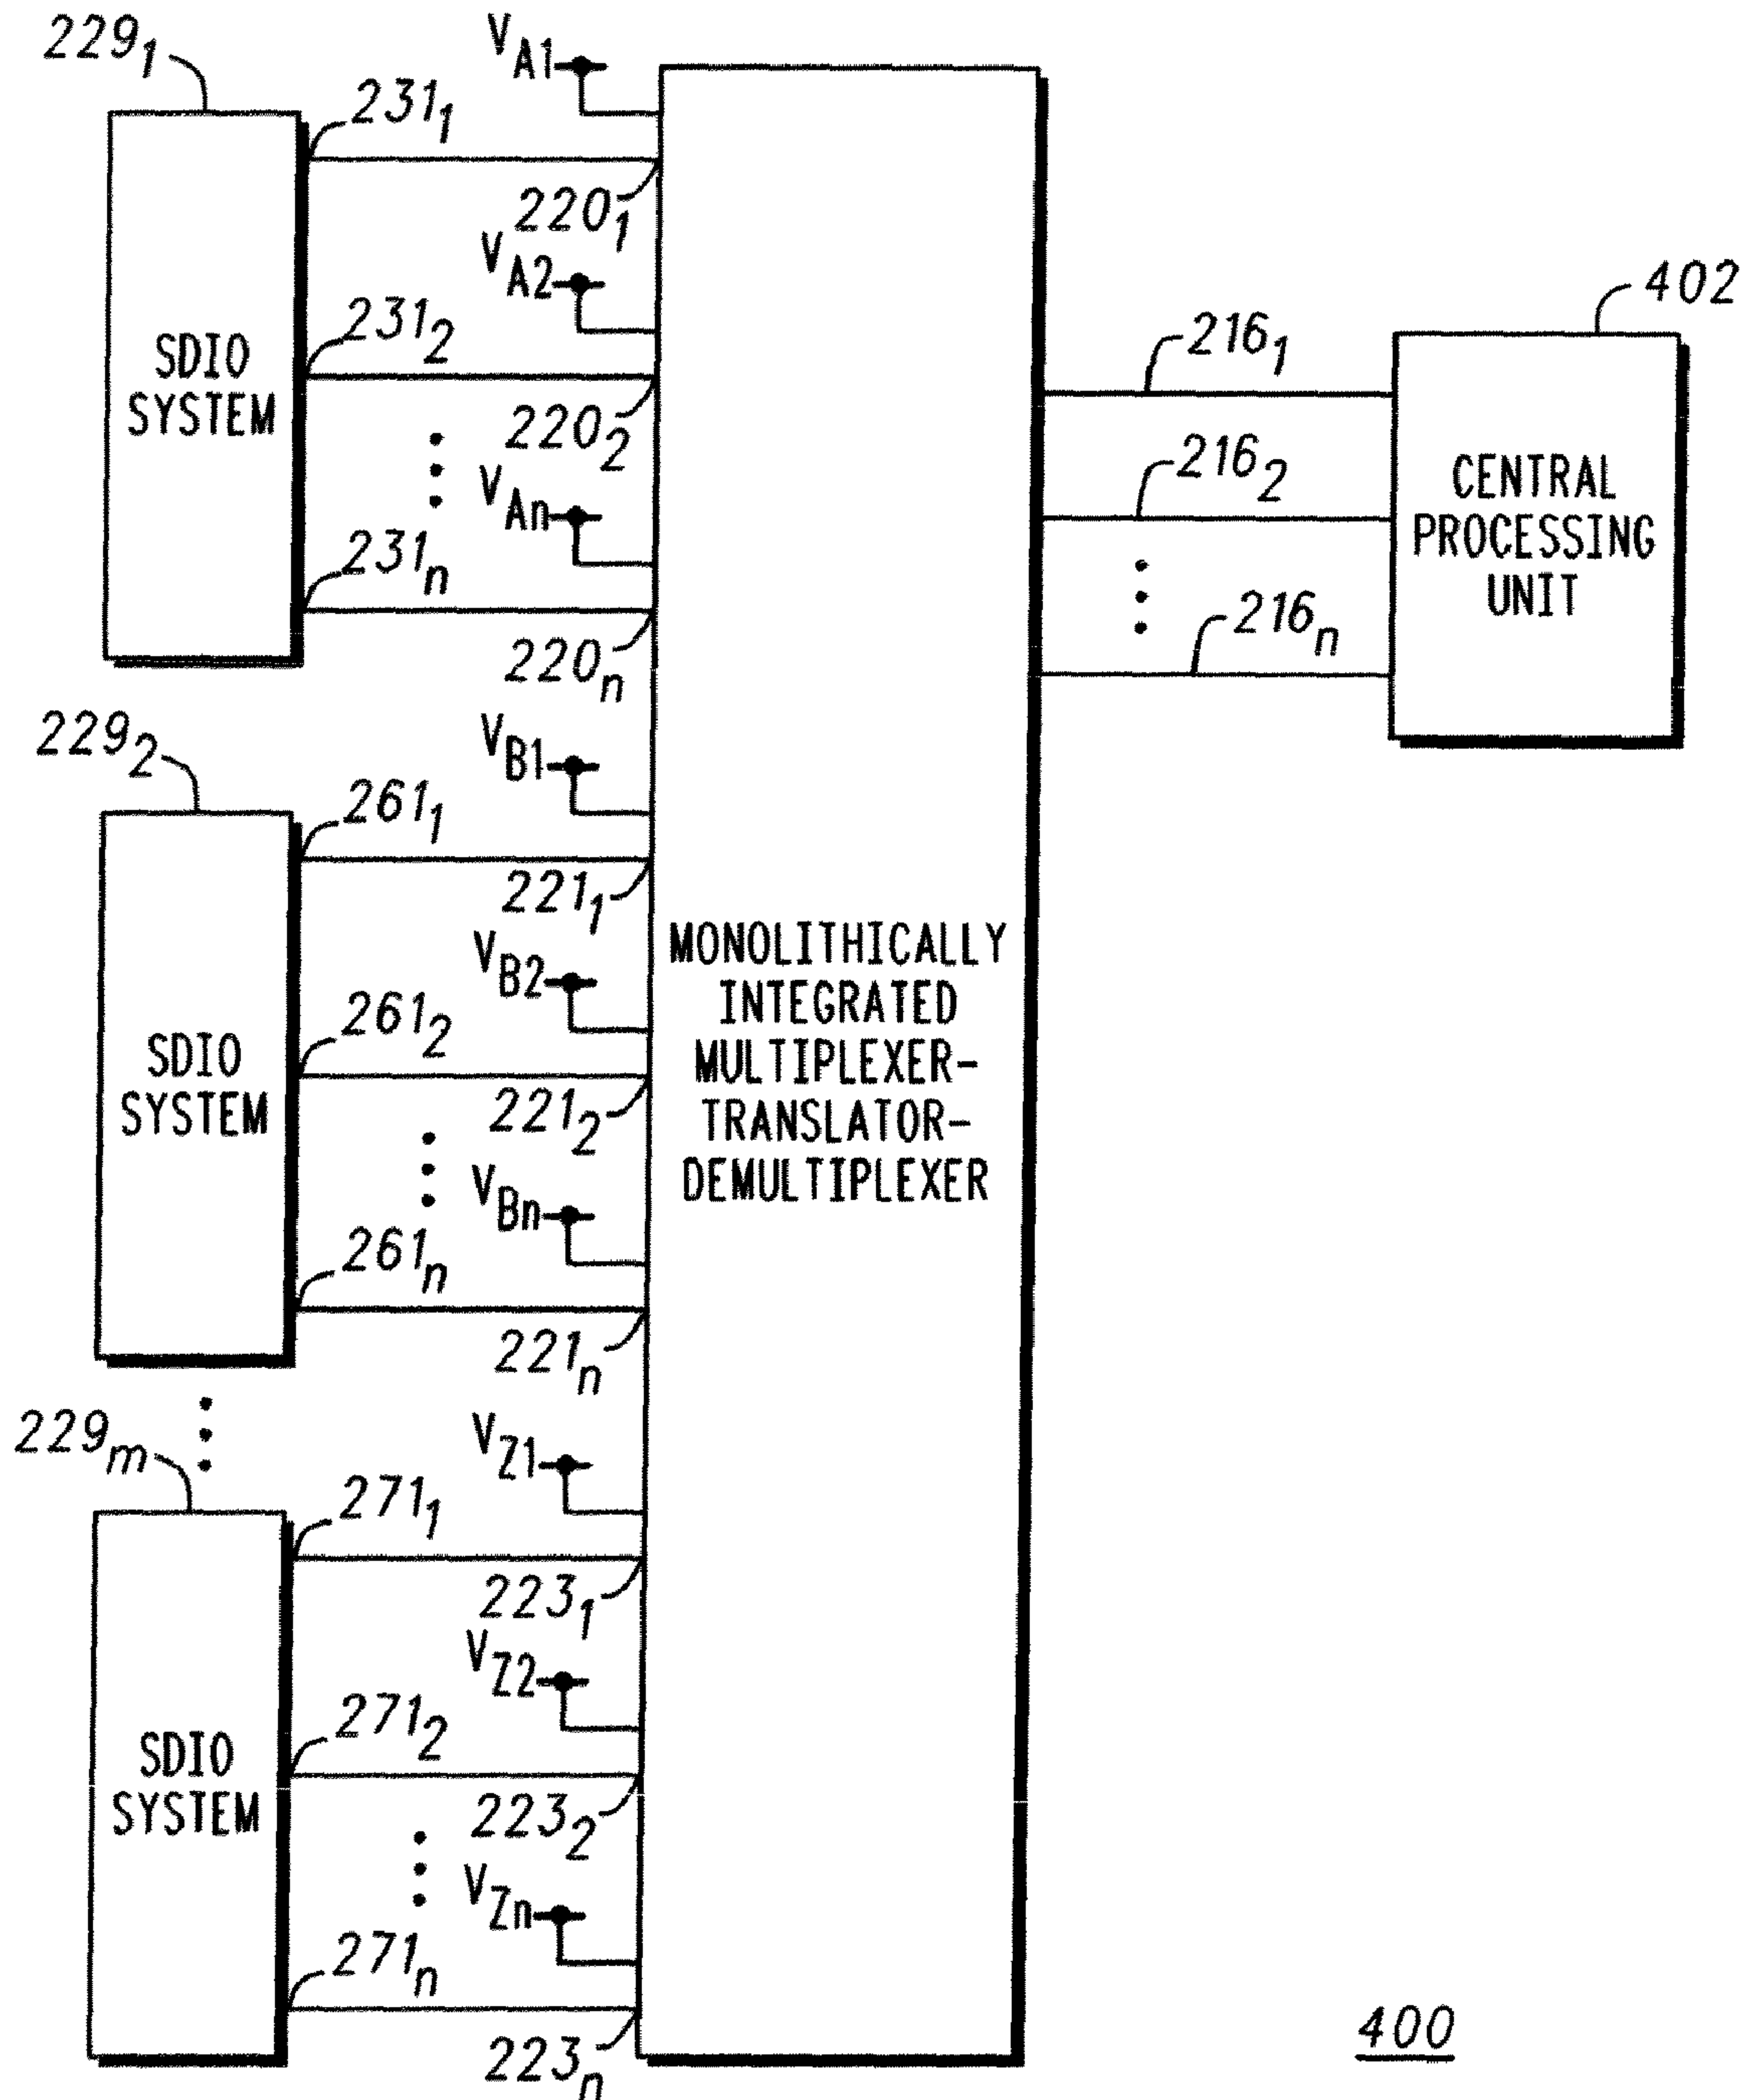 229₁
V_A1
231₁
220₁
V_A2
231₂
220₂
V_An
231ₙ
220ₙ
SDIO
SYSTEM
229₂
V_B1
261₁
221₁
V_B2
261₂
221₂
V_Bn
261ₙ
221ₙ
SDIO
SYSTEM
229ₘ
V_Z1
271₁
223₁
V_Z2
271₂
223₂
V_Zn
271ₙ
223ₙ
SDIO
SYSTEM
MONOLITHICALLY
INTEGRATED
MULTIPLEXER-
TRANSLATOR-
DEMULTIPLEXER
216₁
216₂
216ₙ
402
CENTRAL
PROCESSING
UNIT
400